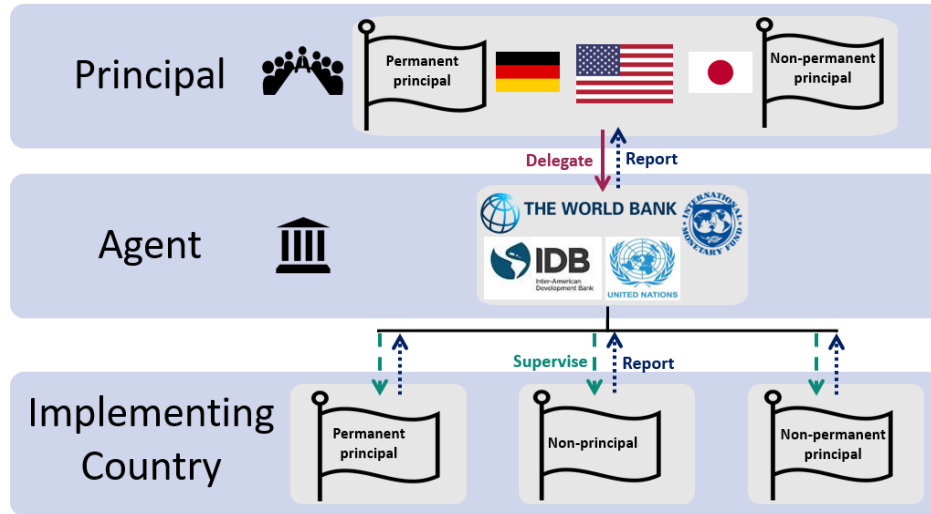 Principal
Permanent
principal
Non-permanent
principal
Delegate
Report
Agent
THE WORLD BANK
INTERNATIONAL
MONETARY FUND
IDB
Inter-American
Development Bank
UNITED NATIONS
Supervise
Report
Implementing
Country
Permanent
principal
Non-principal
Non-permanent
principal